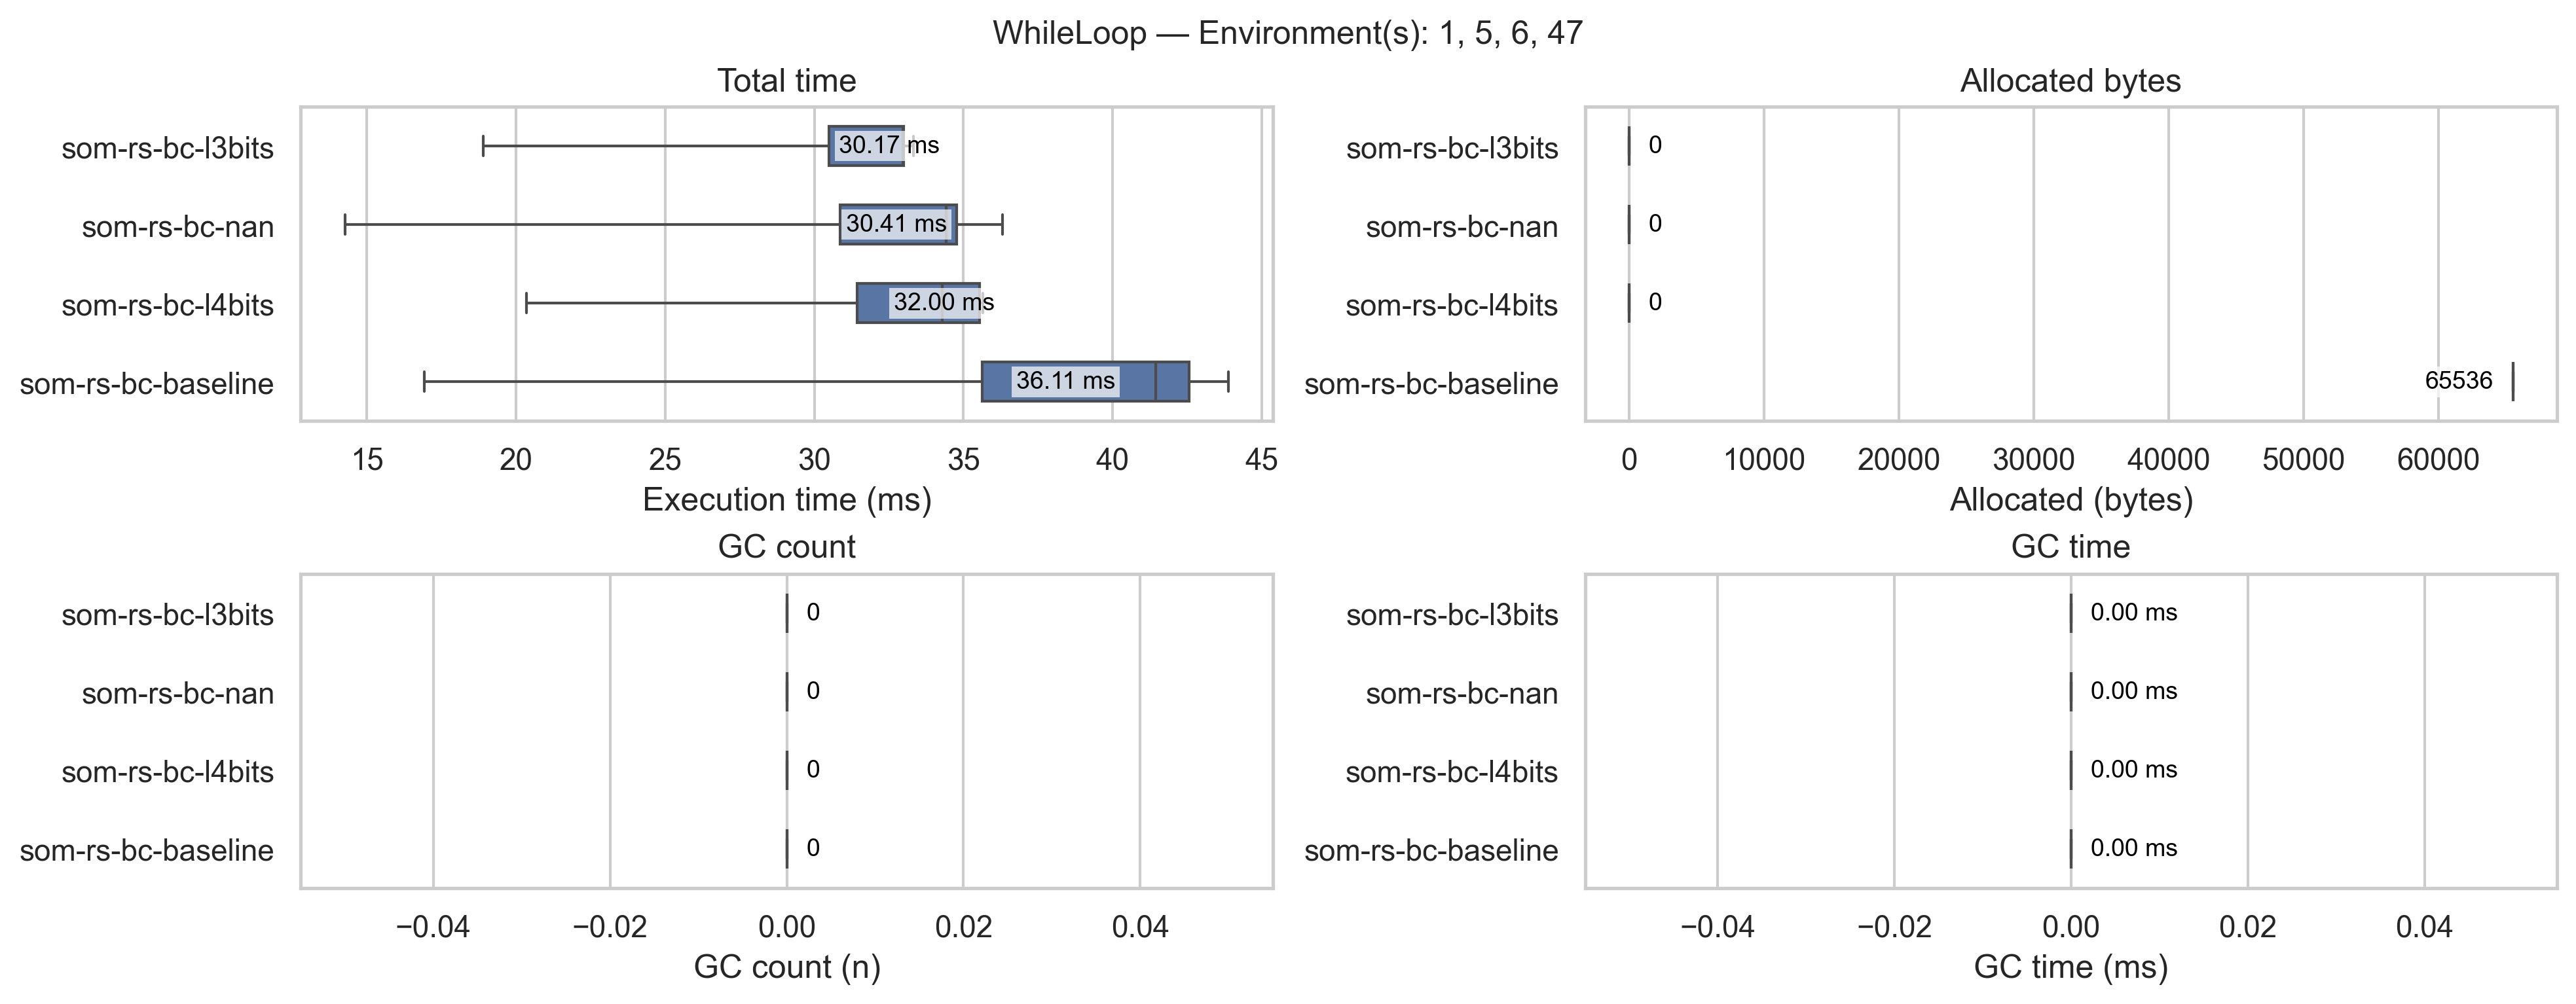 WhileLoop — Environment(s): 1, 5, 6, 47
Total time
som-rs-bc-l3bits
30.17 ms
som-rs-bc-nan
30.41 ms
som-rs-bc-l4bits
32.00 ms
som-rs-bc-baseline
36.11 ms
15 20 25 30 35 40 45
Execution time (ms)
Allocated bytes
som-rs-bc-l3bits
0
som-rs-bc-nan
0
som-rs-bc-l4bits
0
som-rs-bc-baseline
65536
0 10000 20000 30000 40000 50000 60000
Allocated (bytes)
GC count
som-rs-bc-l3bits
0
som-rs-bc-nan
0
som-rs-bc-l4bits
0
som-rs-bc-baseline
0
−0.04 −0.02 0.00 0.02 0.04
GC count (n)
GC time
som-rs-bc-l3bits
0.00 ms
som-rs-bc-nan
0.00 ms
som-rs-bc-l4bits
0.00 ms
som-rs-bc-baseline
0.00 ms
−0.04 −0.02 0.00 0.02 0.04
GC time (ms)